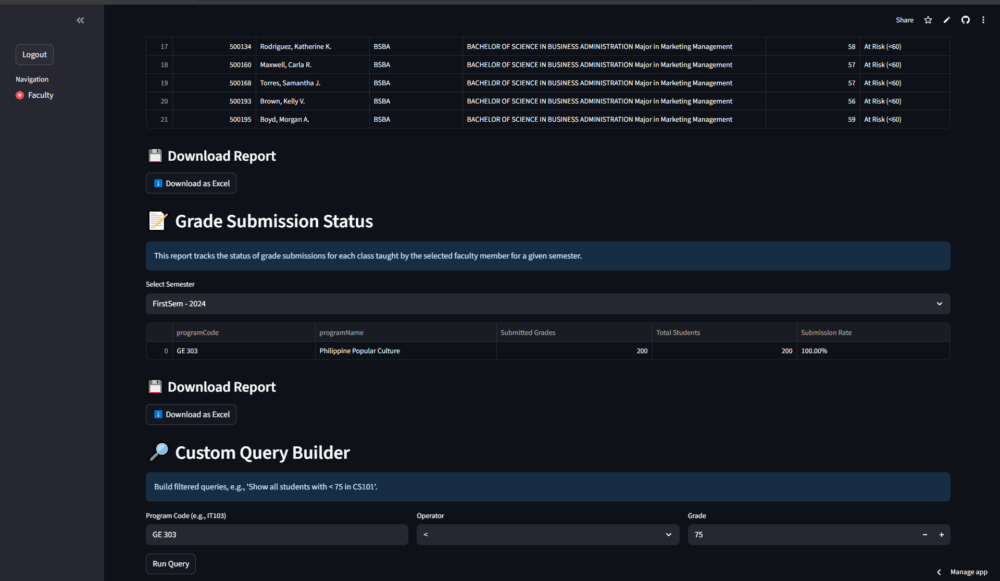 Share
Logout
Navigation
Faculty
17 500134 Rodriguez, Katherine K. BSBA BACHELOR OF SCIENCE IN BUSINESS ADMINISTRATION Major in Marketing Management 58 At Risk (<60)
18 500160 Maxwell, Carla R. BSBA BACHELOR OF SCIENCE IN BUSINESS ADMINISTRATION Major in Marketing Management 57 At Risk (<60)
19 500168 Torres, Samantha J. BSBA BACHELOR OF SCIENCE IN BUSINESS ADMINISTRATION Major in Marketing Management 57 At Risk (<60)
20 500193 Brown, Kelly V. BSBA BACHELOR OF SCIENCE IN BUSINESS ADMINISTRATION Major in Marketing Management 56 At Risk (<60)
21 500195 Boyd, Morgan A. BSBA BACHELOR OF SCIENCE IN BUSINESS ADMINISTRATION Major in Marketing Management 59 At Risk (<60)
Download Report
Download as Excel
Grade Submission Status
This report tracks the status of grade submissions for each class taught by the selected faculty member for a given semester.
Select Semester
FirstSem - 2024
programCode programName Submitted Grades Total Students Submission Rate
0 GE 303 Philippine Popular Culture 200 200 100.00%
Download Report
Download as Excel
Custom Query Builder
Build filtered queries, e.g., 'Show all students with < 75 in CS101'.
Program Code (e.g., IT103) Operator Grade
GE 303 < 75 − +
Run Query
Manage app